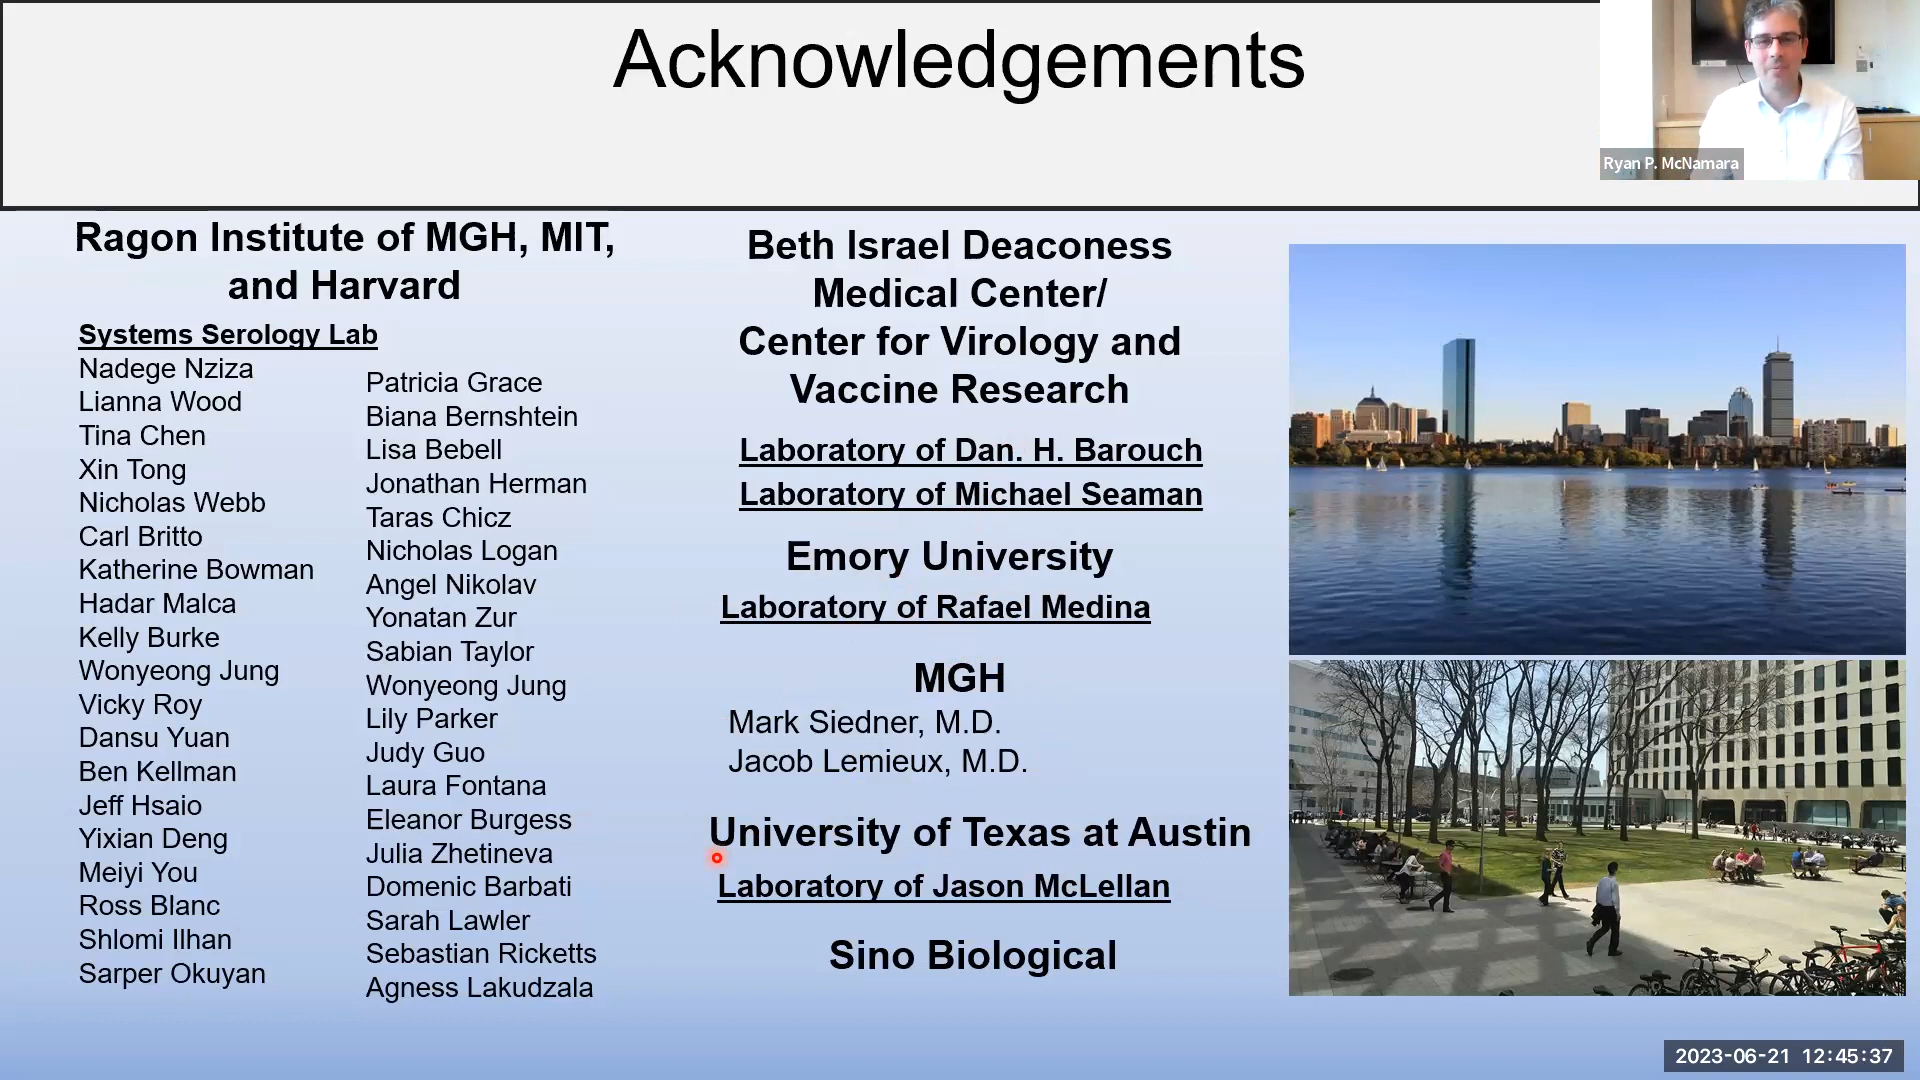 Acknowledgements
Ryan P. McNamara
Ragon Institute of MGH, MIT,
and Harvard
Systems Serology Lab
Nadege Nziza
Lianna Wood
Tina Chen
Xin Tong
Nicholas Webb
Carl Britto
Katherine Bowman
Hadar Malca
Kelly Burke
Wonyeong Jung
Vicky Roy
Dansu Yuan
Ben Kellman
Jeff Hsaio
Yixian Deng
Meiyi You
Ross Blanc
Shlomi Ilhan
Sarper Okuyan
Patricia Grace
Biana Bernshtein
Lisa Bebell
Jonathan Herman
Taras Chicz
Nicholas Logan
Angel Nikolav
Yonatan Zur
Sabian Taylor
Wonyeong Jung
Lily Parker
Judy Guo
Laura Fontana
Eleanor Burgess
Julia Zhetineva
Domenic Barbati
Sarah Lawler
Sebastian Ricketts
Agness Lakudzala
Beth Israel Deaconess
Medical Center/
Center for Virology and
Vaccine Research
Laboratory of Dan. H. Barouch
Laboratory of Michael Seaman
Emory University
Laboratory of Rafael Medina
MGH
Mark Siedner, M.D.
Jacob Lemieux, M.D.
University of Texas at Austin
Laboratory of Jason McLellan
Sino Biological
2023-06-21 12:45:37